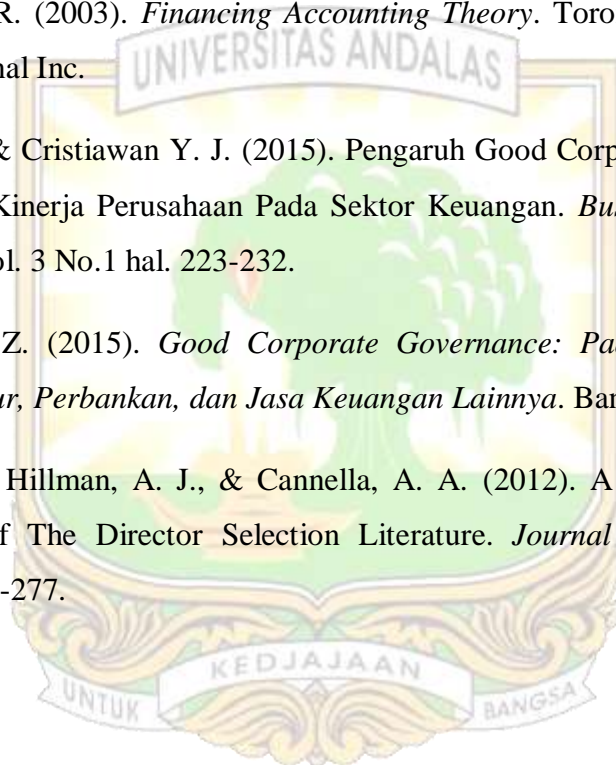 R. (2003). Financing Accounting Theory. Toro
nal Inc.
UNIVERSITAS ANDALAS
& Cristiawan Y. J. (2015). Pengaruh Good Corp
Kinerja Perusahaan Pada Sektor Keuangan. Bus
ol. 3 No.1 hal. 223-232.
Z. (2015). Good Corporate Governance: Pa
ur, Perbankan, dan Jasa Keuangan Lainnya. Ban
Hillman, A. J., & Cannella, A. A. (2012). A
f The Director Selection Literature. Journal
-277.
KEDJAJAAN
UNTUK BANGSA